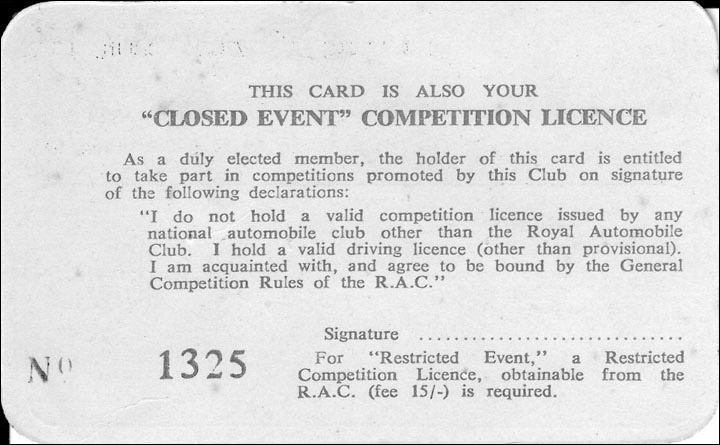 THIS CARD IS ALSO YOUR
“CLOSED EVENT” COMPETITION LICENCE
As a duly elected member, the holder of this card is entitled
to take part in competitions promoted by this Club on signature
of the following declarations:
“I do not hold a valid competition licence issued by any
national automobile club other than the Royal Automobile
Club. I hold a valid driving licence (other than provisional).
I am acquainted with, and agree to be bound by the General
Competition Rules of the R.A.C.”
Signature ..............................
No 1325
For “Restricted Event,” a Restricted
Competition Licence, obtainable from the
R.A.C. (fee 15/-) is required.